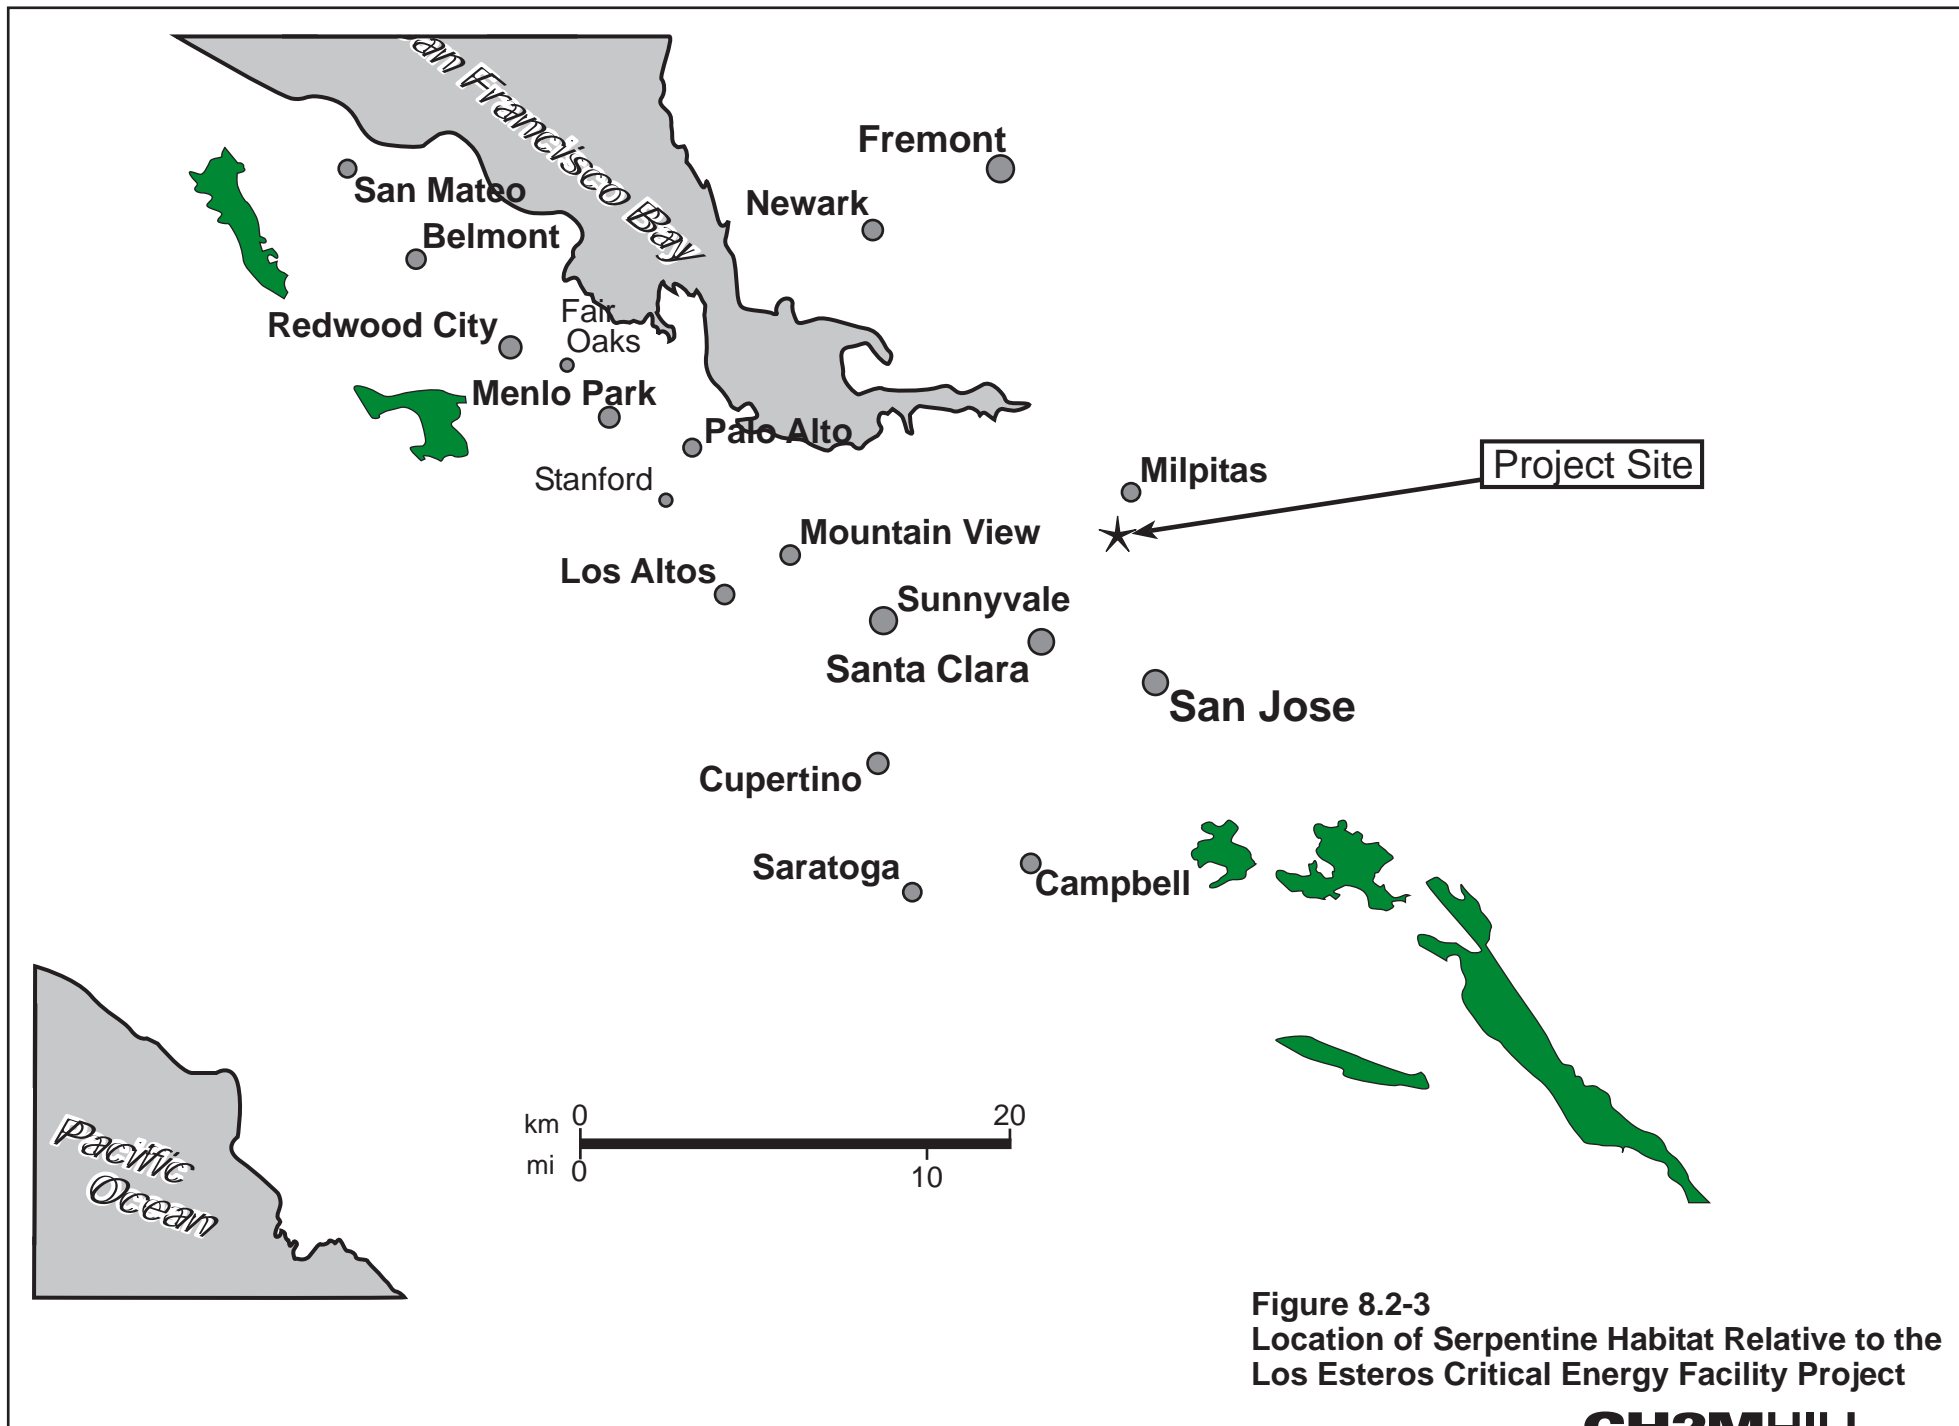 an Francisco Bay
Fremont
Newark
San Mateo
Belmont
Fair
Oaks
Redwood City
Menlo Park
Palo Alto
Stanford
Milpitas
Project Site
Mountain View
Los Altos
Sunnyvale
Santa Clara
San Jose
Cupertino
Saratoga
Campbell
Pacific
Ocean
km 0 20
mi 0 10
Figure 8.2-3
Location of Serpentine Habitat Relative to the
Los Esteros Critical Energy Facility Project